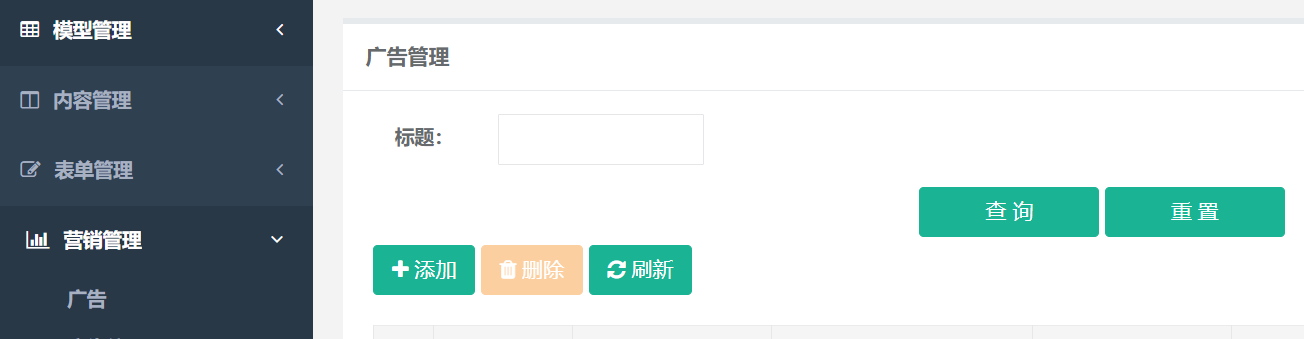 模型管理
内容管理
表单管理
营销管理
广告
广告管理
标题：
查 询 重 置
添加 删除 刷新